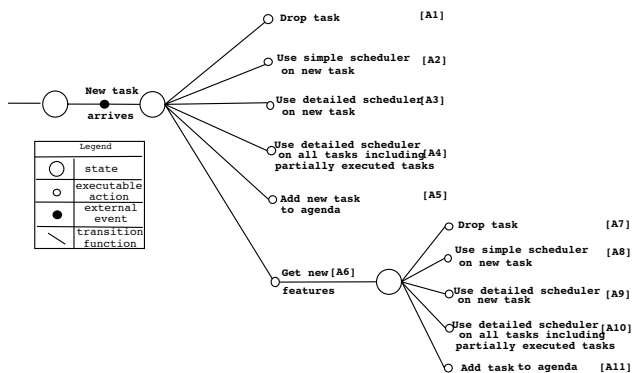 Drop task [A1]
Use simple scheduler [A2]
on new task
Use detailed scheduler [A3]
on new task
New task
arrives
Use detailed scheduler
on all tasks including [A4]
partially executed tasks
Add new task [A5]
to agenda
Legend
state
executable
action
external
event
transition
function
Get new [A6]
features
Drop task [A7]
Use simple scheduler [A8]
on new task
Use detailed scheduler [A9]
on new task
Use detailed scheduler [A10]
on all tasks including
partially executed tasks
Add task to agenda [A11]